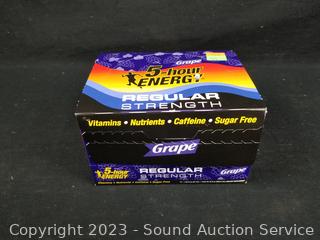 Grape
5-hour
ENERGY
REGULAR
STRENGTH
Vitamins • Nutrients • Caffeine • Sugar Free
Grape
5-hour
ENERGY
REGULAR
STRENGTH
Grape
Copyright 2023 - Sound Auction Service